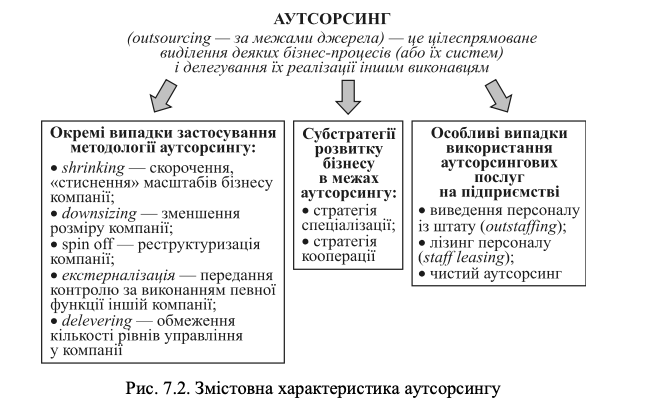 АУТСОРСИНГ
(outsourcing — за межами джерела) — це цілеспрямоване
виділення деяких бізнес-процесів (або їх систем)
і делегування їх реалізації іншим виконавцям
Окремі випадки застосування
методології аутсорсингу:
• shrinking — скорочення,
«стиснення» масштабів бізнесу
компанії;
• downsizing — зменшення
розміру компанії;
• spin off — реструктуризація
компанії;
• екстерналізація — передання
контролю за виконанням певної
функції іншій компанії;
• delevering — обмеження
кількості рівнів управління
у компанії
Субстратегії
розвитку
бізнесу
в межах
аутсорсингу:
• стратегія
спеціалізації;
• стратегія
кооперації
Особливі випадки
використання
аутсорсингових
послуг
на підприємстві
• виведення персоналу
із штату (outstaffing);
• лізинг персоналу
(staff leasing);
• чистий аутсорсинг
Рис. 7.2. Змістовна характеристика аутсорсингу